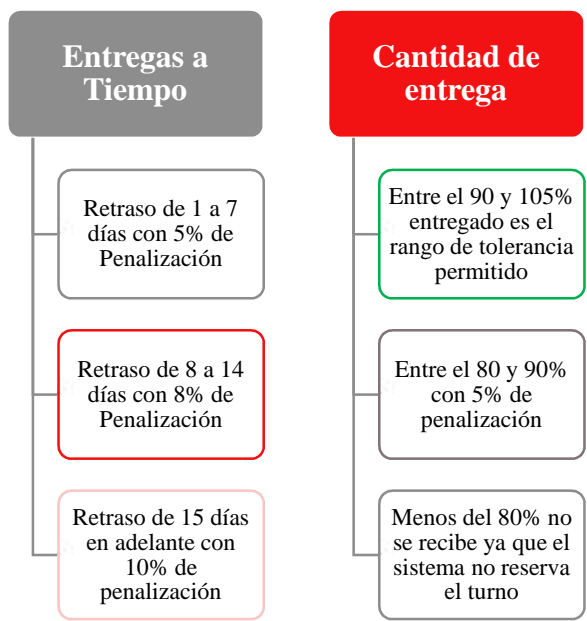 Entregas a
Tiempo
Retraso de 1 a 7
días con 5% de
Penalización
Retraso de 8 a 14
días con 8% de
Penalización
Retraso de 15 días
en adelante con
10% de
penalización
Cantidad de
entrega
Entre el 90 y 105%
entregado es el
rango de tolerancia
permitido
Entre el 80 y 90%
con 5% de
penalización
Menos del 80% no
se recibe ya que el
sistema no reserva
el turno